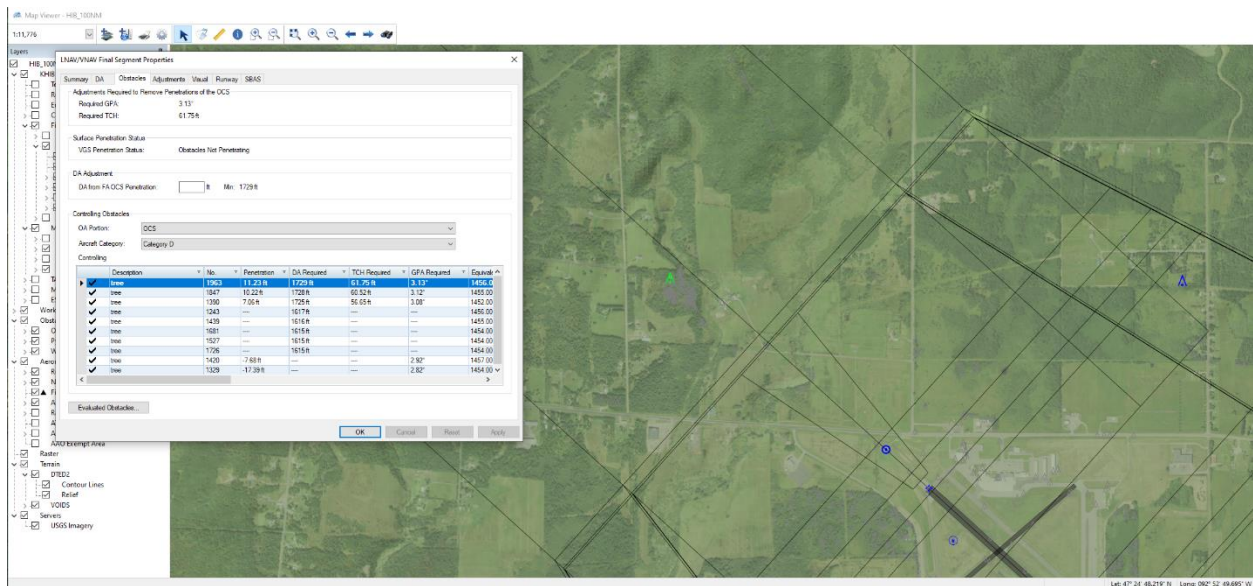 Map Viewer - HIB_100NM
1:11,776
Layers
HIB_100N
KHIB
LNAV/VNAV Final Segment Properties
Summary DA Obstacles Adjustments Visual Runway SBAS
Adjustments Required to Remove Penetrations of the OCS
Required GPA: 3.13°
Required TCH: 61.75 ft
Surface Penetration Status
VGS Penetration Status: Obstacles Not Penetrating
DA Adjustment
DA from FA OCS Penetration: ft Min: 1729 ft
Controlling Obstacles
OA Portion: OCS
Aircraft Category: Category D
Controlling
Description No. Penetration DA Required TCH Required GPA Required Equivale
tree 1963 11.23 ft 1729 ft 61.75 ft 3.13° 1456.0
tree 1847 10.22 ft 1728 ft 60.52 ft 3.12° 1455.00
tree 1390 7.06 ft 1725 ft 56.65 ft 3.08° 1452.00
tree 1243 --- 1617 ft --- --- 1456.00
tree 1439 --- 1616 ft --- --- 1455.00
tree 1681 --- 1615 ft --- --- 1454.00
tree 1527 --- 1615 ft --- --- 1454.00
tree 1726 --- 1615 ft --- --- 1454.00
tree 1420 -7.68 ft --- --- 2.92° 1457.00
tree 1329 -17.39 ft --- --- 2.82° 1454.00
Evaluated Obstacles...
OK Cancel Reset Apply
Work
Obsta
Aero
AAO Exempt Area
Raster
Terrain
DTED2
Contour Lines
Relief
VOIDS
Servers
USGS Imagery
Lat: 47° 24' 48.219" N Long: 092° 52' 49.695" W